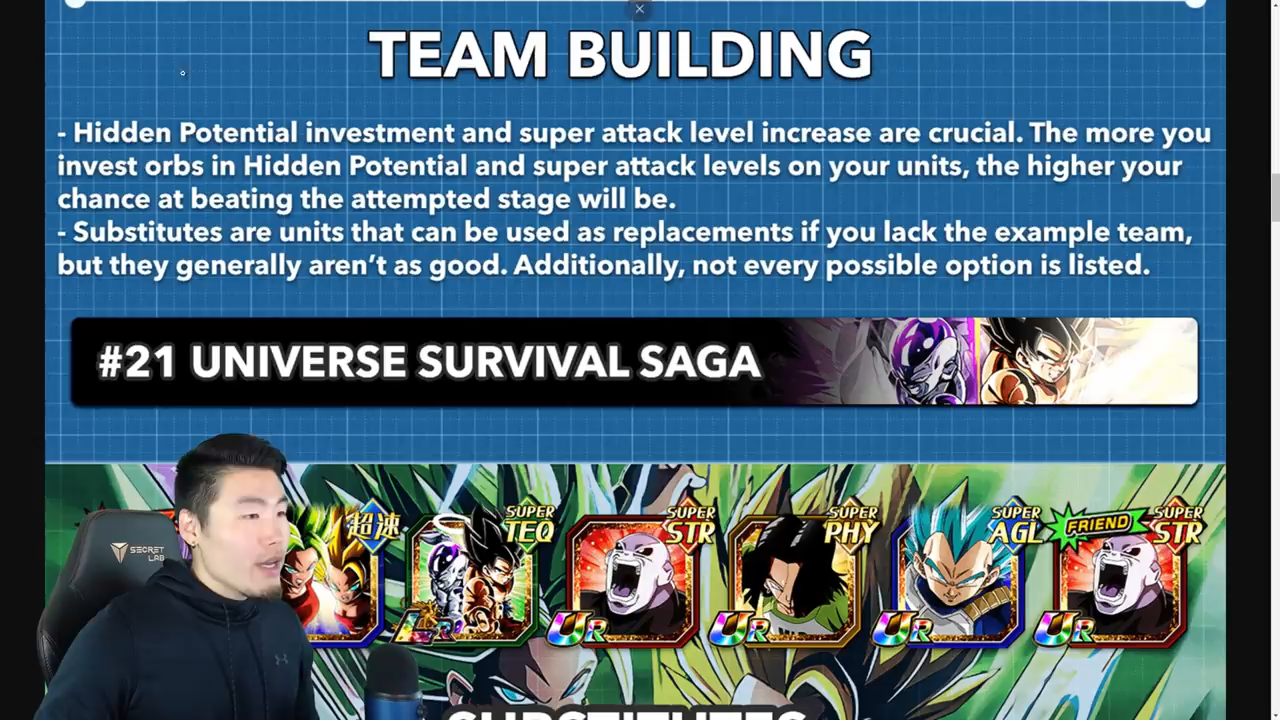 TEAM BUILDING
- Hidden Potential investment and super attack level increase are crucial. The more you
invest orbs in Hidden Potential and super attack levels on your units, the higher your
chance at beating the attempted stage will be.
- Substitutes are units that can be used as replacements if you lack the example team,
but they generally aren’t as good. Additionally, not every possible option is listed.
#21 UNIVERSE SURVIVAL SAGA
超速
SUPER TEQ
SUPER STR
SUPER PHY
SUPER AGL
FRIEND
SUPER STR
SECRET
LAB
LR
UR
UR
UR
UR
SUBSTITUTES